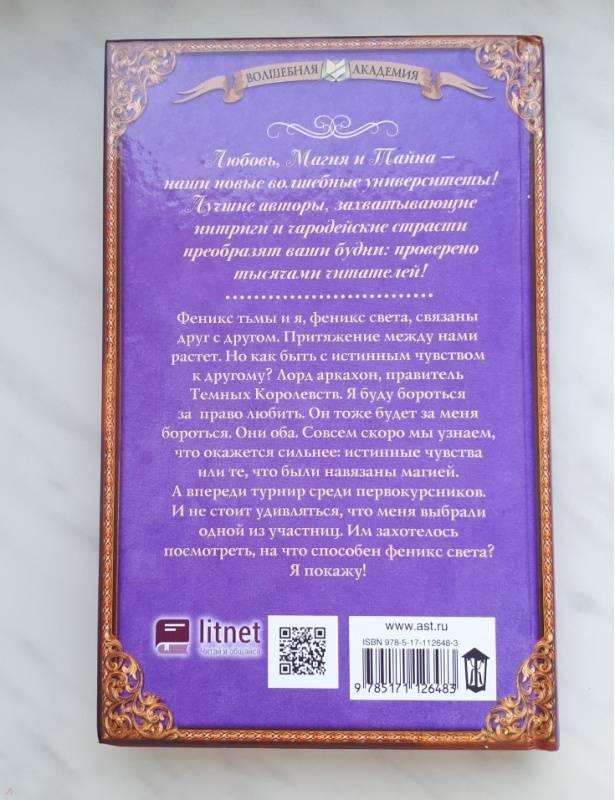 ВОЛШЕБНАЯ АКАДЕМИЯ
Любовь, Магия и Тайна —
наши новые волшебные университеты!
Лучшие авторы, захватывающие
интриги и чародейские страсти
преобразят ваши будни: проверено
тысячами читателей!
Феникс тьмы и я, феникс света, связаны
друг с другом. Притяжение между нами
растет. Но как быть с истинным чувством
к другому? Лорд аркахон, правитель
Темных Королевств. Я буду бороться
за право любить. Он тоже будет за меня
бороться. Они оба. Совсем скоро мы узнаем,
что окажется сильнее: истинные чувства
или те, что были навязаны магией.
А впереди турнир среди первокурсников.
И не стоит удивляться, что меня выбрали
одной из участниц. Им захотелось
посмотреть, на что способен феникс света?
Я покажу!
litnet
Читай и общайся
www.ast.ru
ISBN 978-5-17-112648-3
9 785171 126483